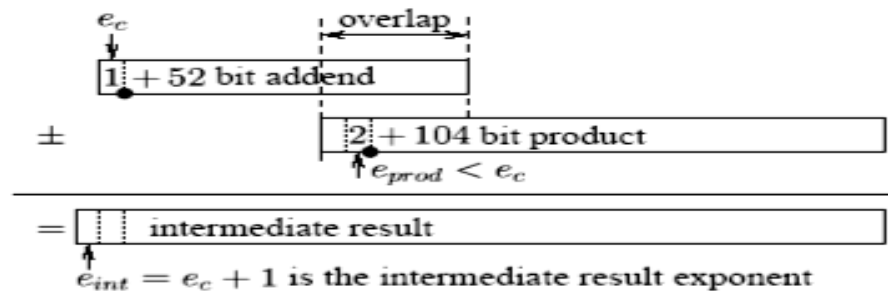 e_c overlap
1 + 52 bit addend
± 2 + 104 bit product
e_prod < e_c
= intermediate result
e_int = e_c + 1 is the intermediate result exponent